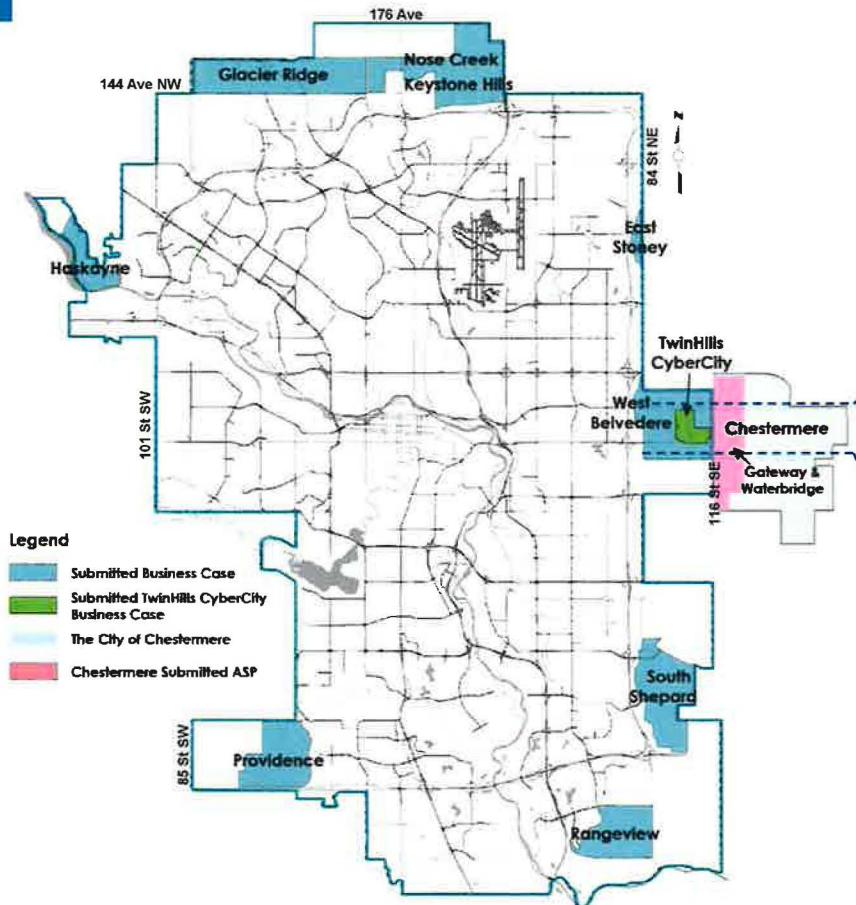 176 Ave
Glacier Ridge
Nose Creek
Keystone Hills
144 Ave NW
84 St NE
z
East
Stoney
Haskayne
TwinHills
CyberCity
West
Belvedere
Chestermere
101 St SW
Gateway &
Waterbridge
116 St SE
Legend
Submitted Business Case
Submitted TwinHills CyberCity
Business Case
The City of Chestermere
Chestermere Submitted ASP
South
Shepard
85 St SW
Providence
Rangeview